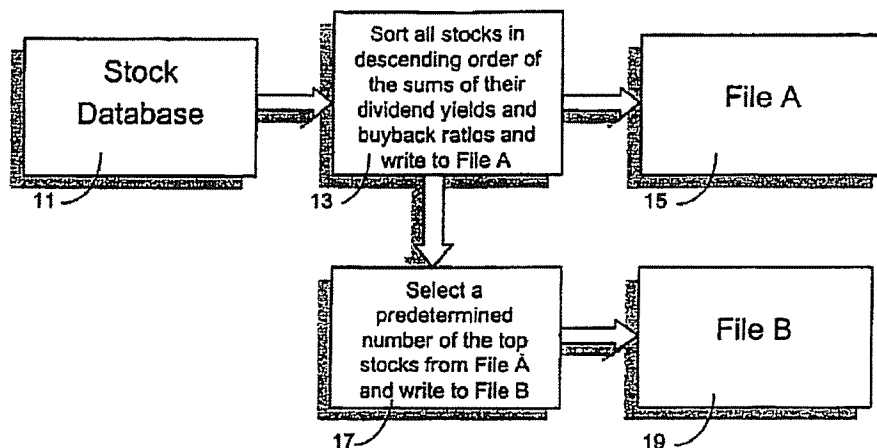 Stock
Database
11
Sort all stocks in
descending order of
the sums of their
dividend yields and
buyback ratios and
write to File A
13
File A
15
Select a
predetermined
number of the top
stocks from File A
and write to File B
17
File B
19